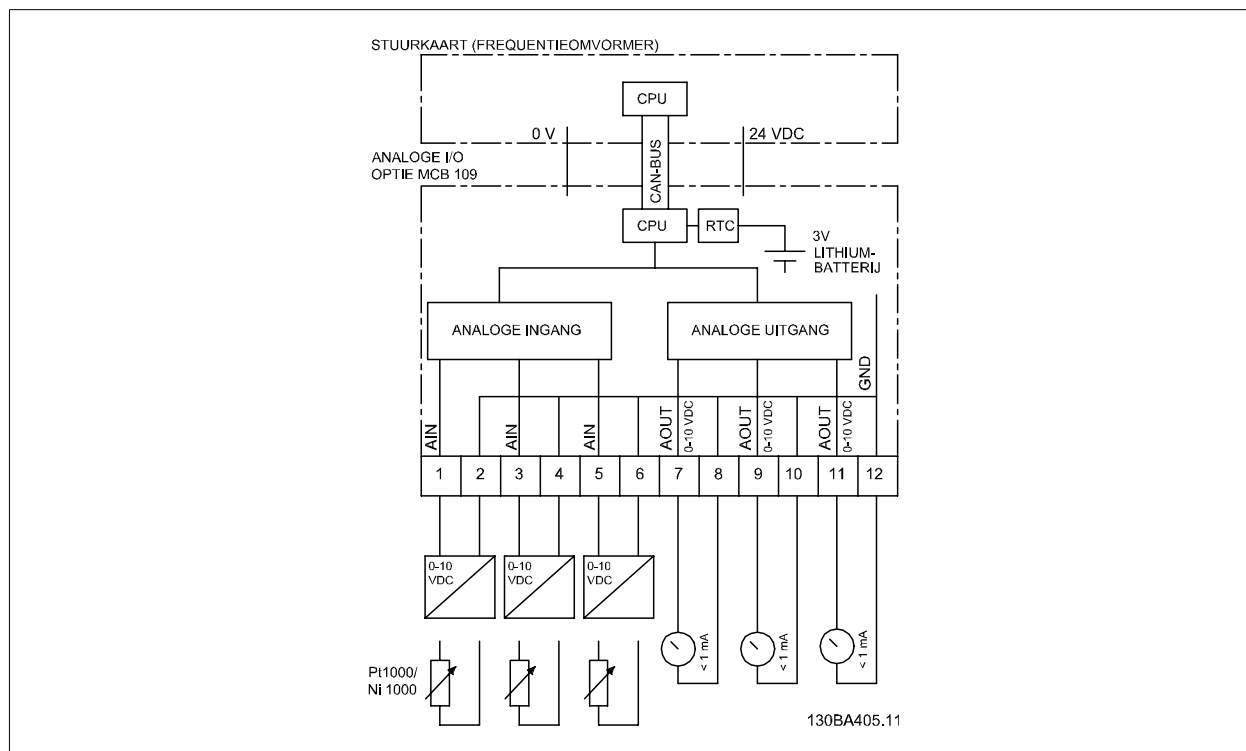 STUURKAART (FREQUENTIEOMVORMER)
CPU
0 V
24 VDC
CAN-BUS
ANALOGE I/O
OPTIE MCB 109
CPU
RTC
3V
LITHIUM-
BATTERIJ
ANALOGE INGANG
ANALOGE UITGANG
GND
AIN
AIN
AIN
AOUT
0-10 VDC
AOUT
0-10 VDC
AOUT
0-10 VDC
1 2 3 4 5 6 7 8 9 10 11 12
0-10
VDC
0-10
VDC
0-10
VDC
< 1 mA
< 1 mA
< 1 mA
Pt1000/
Ni 1000
130BA405.11